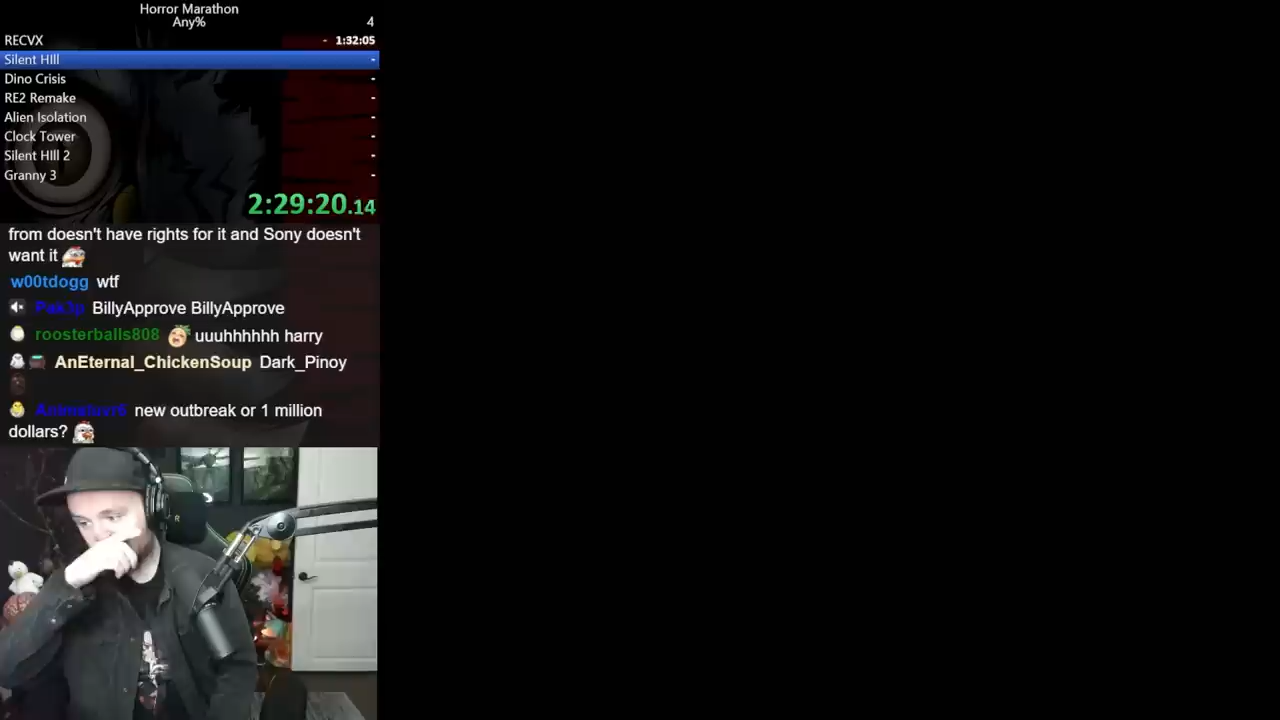 Horror Marathon
Any%
4
RECVX - 1:32:05
Silent HIll -
Dino Crisis -
RE2 Remake -
Alien Isolation -
Clock Tower -
Silent HIll 2 -
Granny 3 -
2:29:20.14
from doesn't have rights for it and Sony doesn't
want it
w00tdogg wtf
Pak3p BillyApprove BillyApprove
roosterballs808 uuuhhhhhh harry
AnEternal_ChickenSoup Dark_Pinoy
new outbreak or 1 million
dollars?